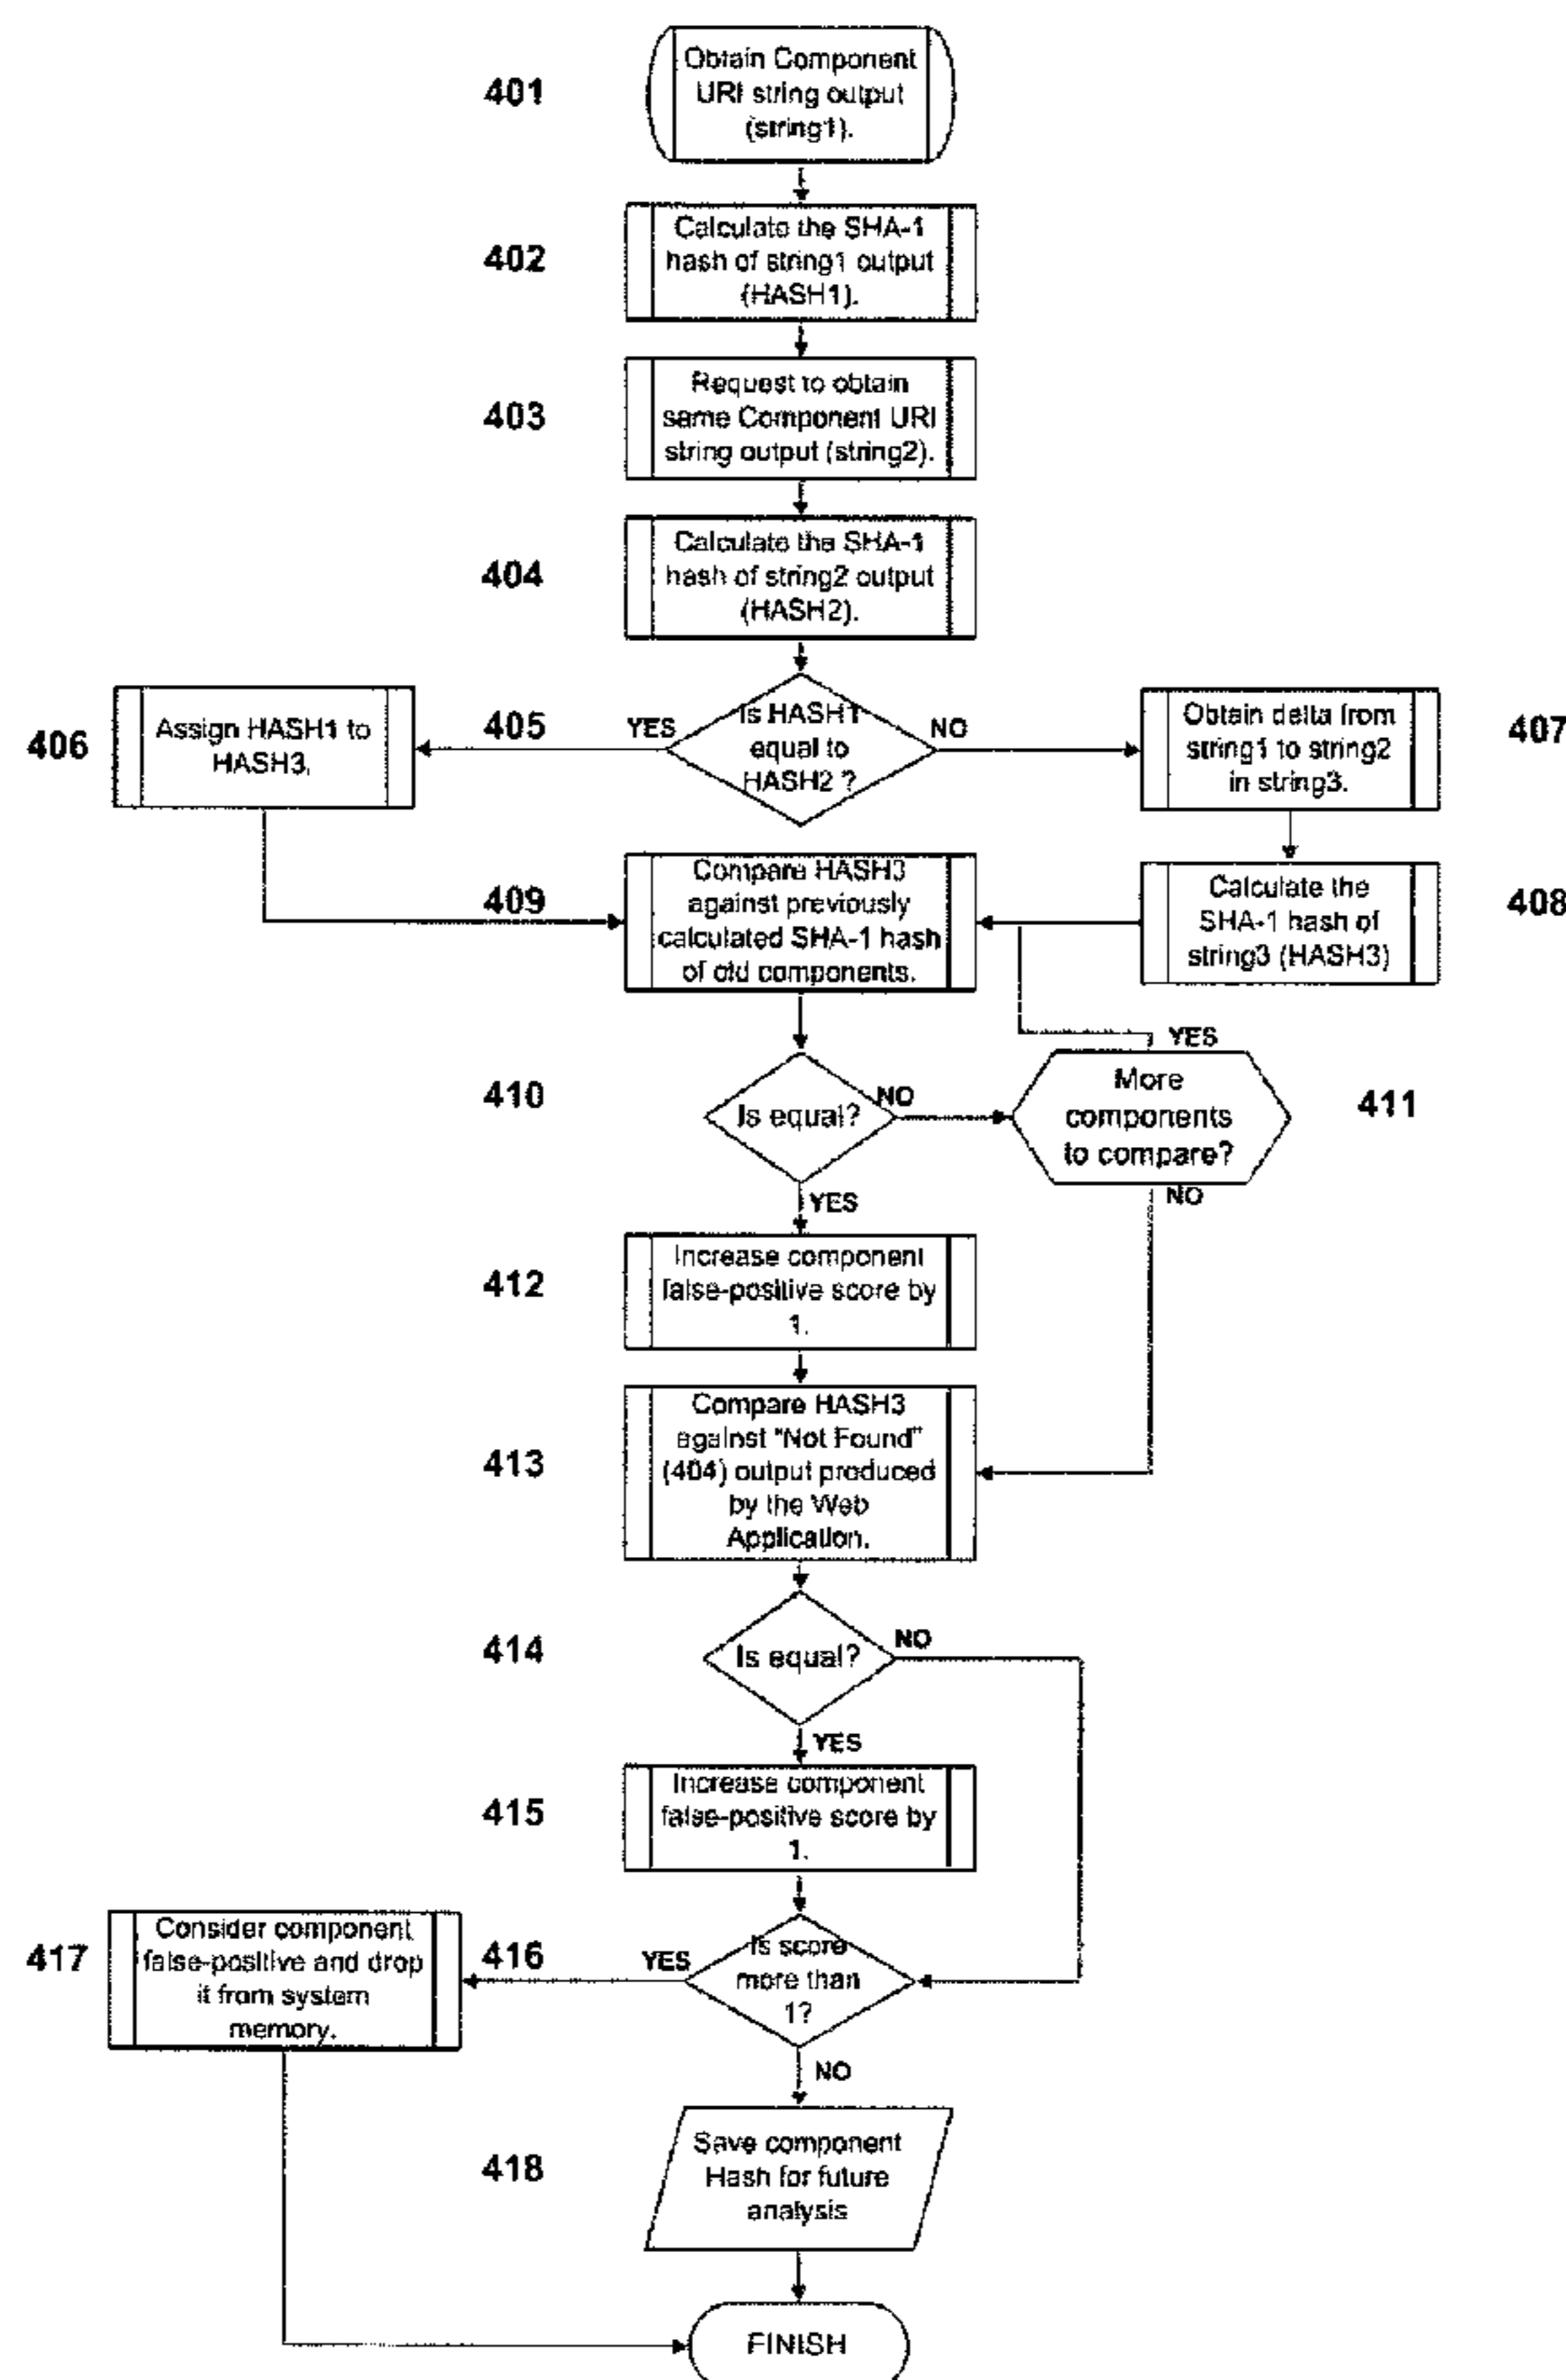 401
Obtain Component
URI string output
(string1).
402
Calculate the SHA-1
hash of string1 output
(HASH1).
403
Request to obtain
same Component URI
string output (string2).
404
Calculate the SHA-1
hash of string2 output
(HASH2).
406
Assign HASH1 to
HASH3.
405
YES
Is HASH1
equal to
HASH2 ?
NO
Obtain delta from
string1 to string2
in string3.
407
409
Compare HASH3
against previously
calculated SHA-1 hash
of old components.
Calculate the
SHA-1 hash of
string3 (HASH3)
408
410
Is equal?
NO
YES
More
components
to compare?
411
YES
NO
412
Increase component
false-positive score by
1.
413
Compare HASH3
against "Not Found"
(404) output produced
by the Web
Application.
414
Is equal?
NO
YES
415
Increase component
false-positive score by
1.
417
Consider component
false-positive and drop
it from system
memory.
416
YES
Is score
more than
1?
NO
418
Save component
Hash for future
analysis
FINISH